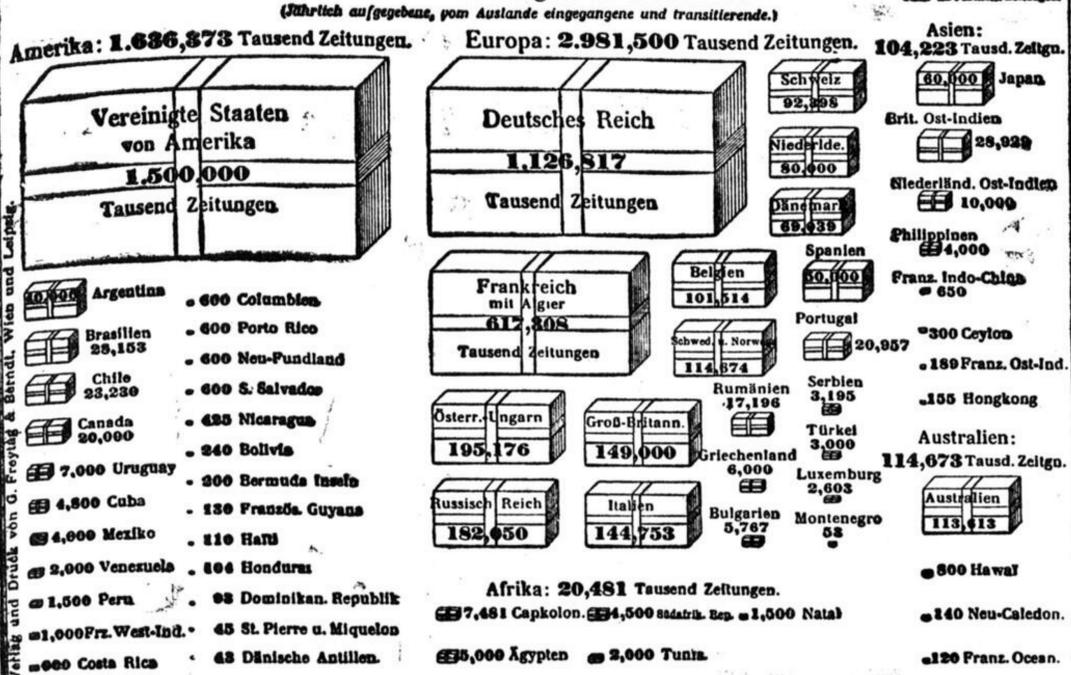 (Jährlich aufgegebene, vom Auslande eingegangene und transitierende.)
Amerika: 1.636,373 Tausend Zeitungen.
Vereinigte Staaten
von Amerika
1.500,000
Tausend Zeitungen
Argentina
Brasilien
Chile
23,230
Canada
20,000
7,000 Uruguay
4,800 Cuba
4,000 Mexiko
2,000 Venezuela
1,500 Peru
1,000 Frz. West-Ind.
Costa Rica
600 Columbien
600 Porto Rico
600 Neu-Fundland
600 S. Salvador
425 Nicaragua
240 Bolivia
200 Bermuda Inseln
130 Französ. Guyana
110 Haïti
104 Honduras
Dominikan. Republik
45 St. Pierre u. Miquelon
43 Dänische Antillen.
Europa: 2.981,500 Tausend Zeitungen.
Deutsches Reich
1.126,817
Tausend Zeitungen
Frankreich
mit Algier
617,308
Tausend Zeitungen
Österr.-Ungarn
195,176
Groß-Britann.
149,000
Russisch Reich
182,050
Italien
144,753
Schweiz
92,398
Niederlde.
80,000
Dänemark
69,039
Belgien
101,514
Spanien
50,000
Schwed. u. Norweg.
114,674
Portugal
20,957
Rumänien
17,196
Serbien
3,195
Türkei
3,000
Griechenland
6,000
Luxemburg
2,603
Bulgarien
5,767
Montenegro
53
Afrika: 20,481 Tausend Zeitungen.
7,481 Capkolon.
4,500 Südafrik. Rep.
1,500 Natal
5,000 Ägypten
2,000 Tunis.
Asien:
104,223 Tausd. Zeitgn.
60,000 Japan
Brit. Ost-Indien
28,929
Niederländ. Ost-Indien
10,000
Philippinen
4,000
Franz. Indo-China
650
300 Ceylon
189 Franz. Ost-Ind.
155 Hongkong
Australien:
114,673 Tausd. Zeitgn.
Australien
113,613
800 Hawaï
140 Neu-Caledon.
120 Franz. Ocean.
Verlag und Druck von G. Freytag & Berndt, Wien und Leipzig.